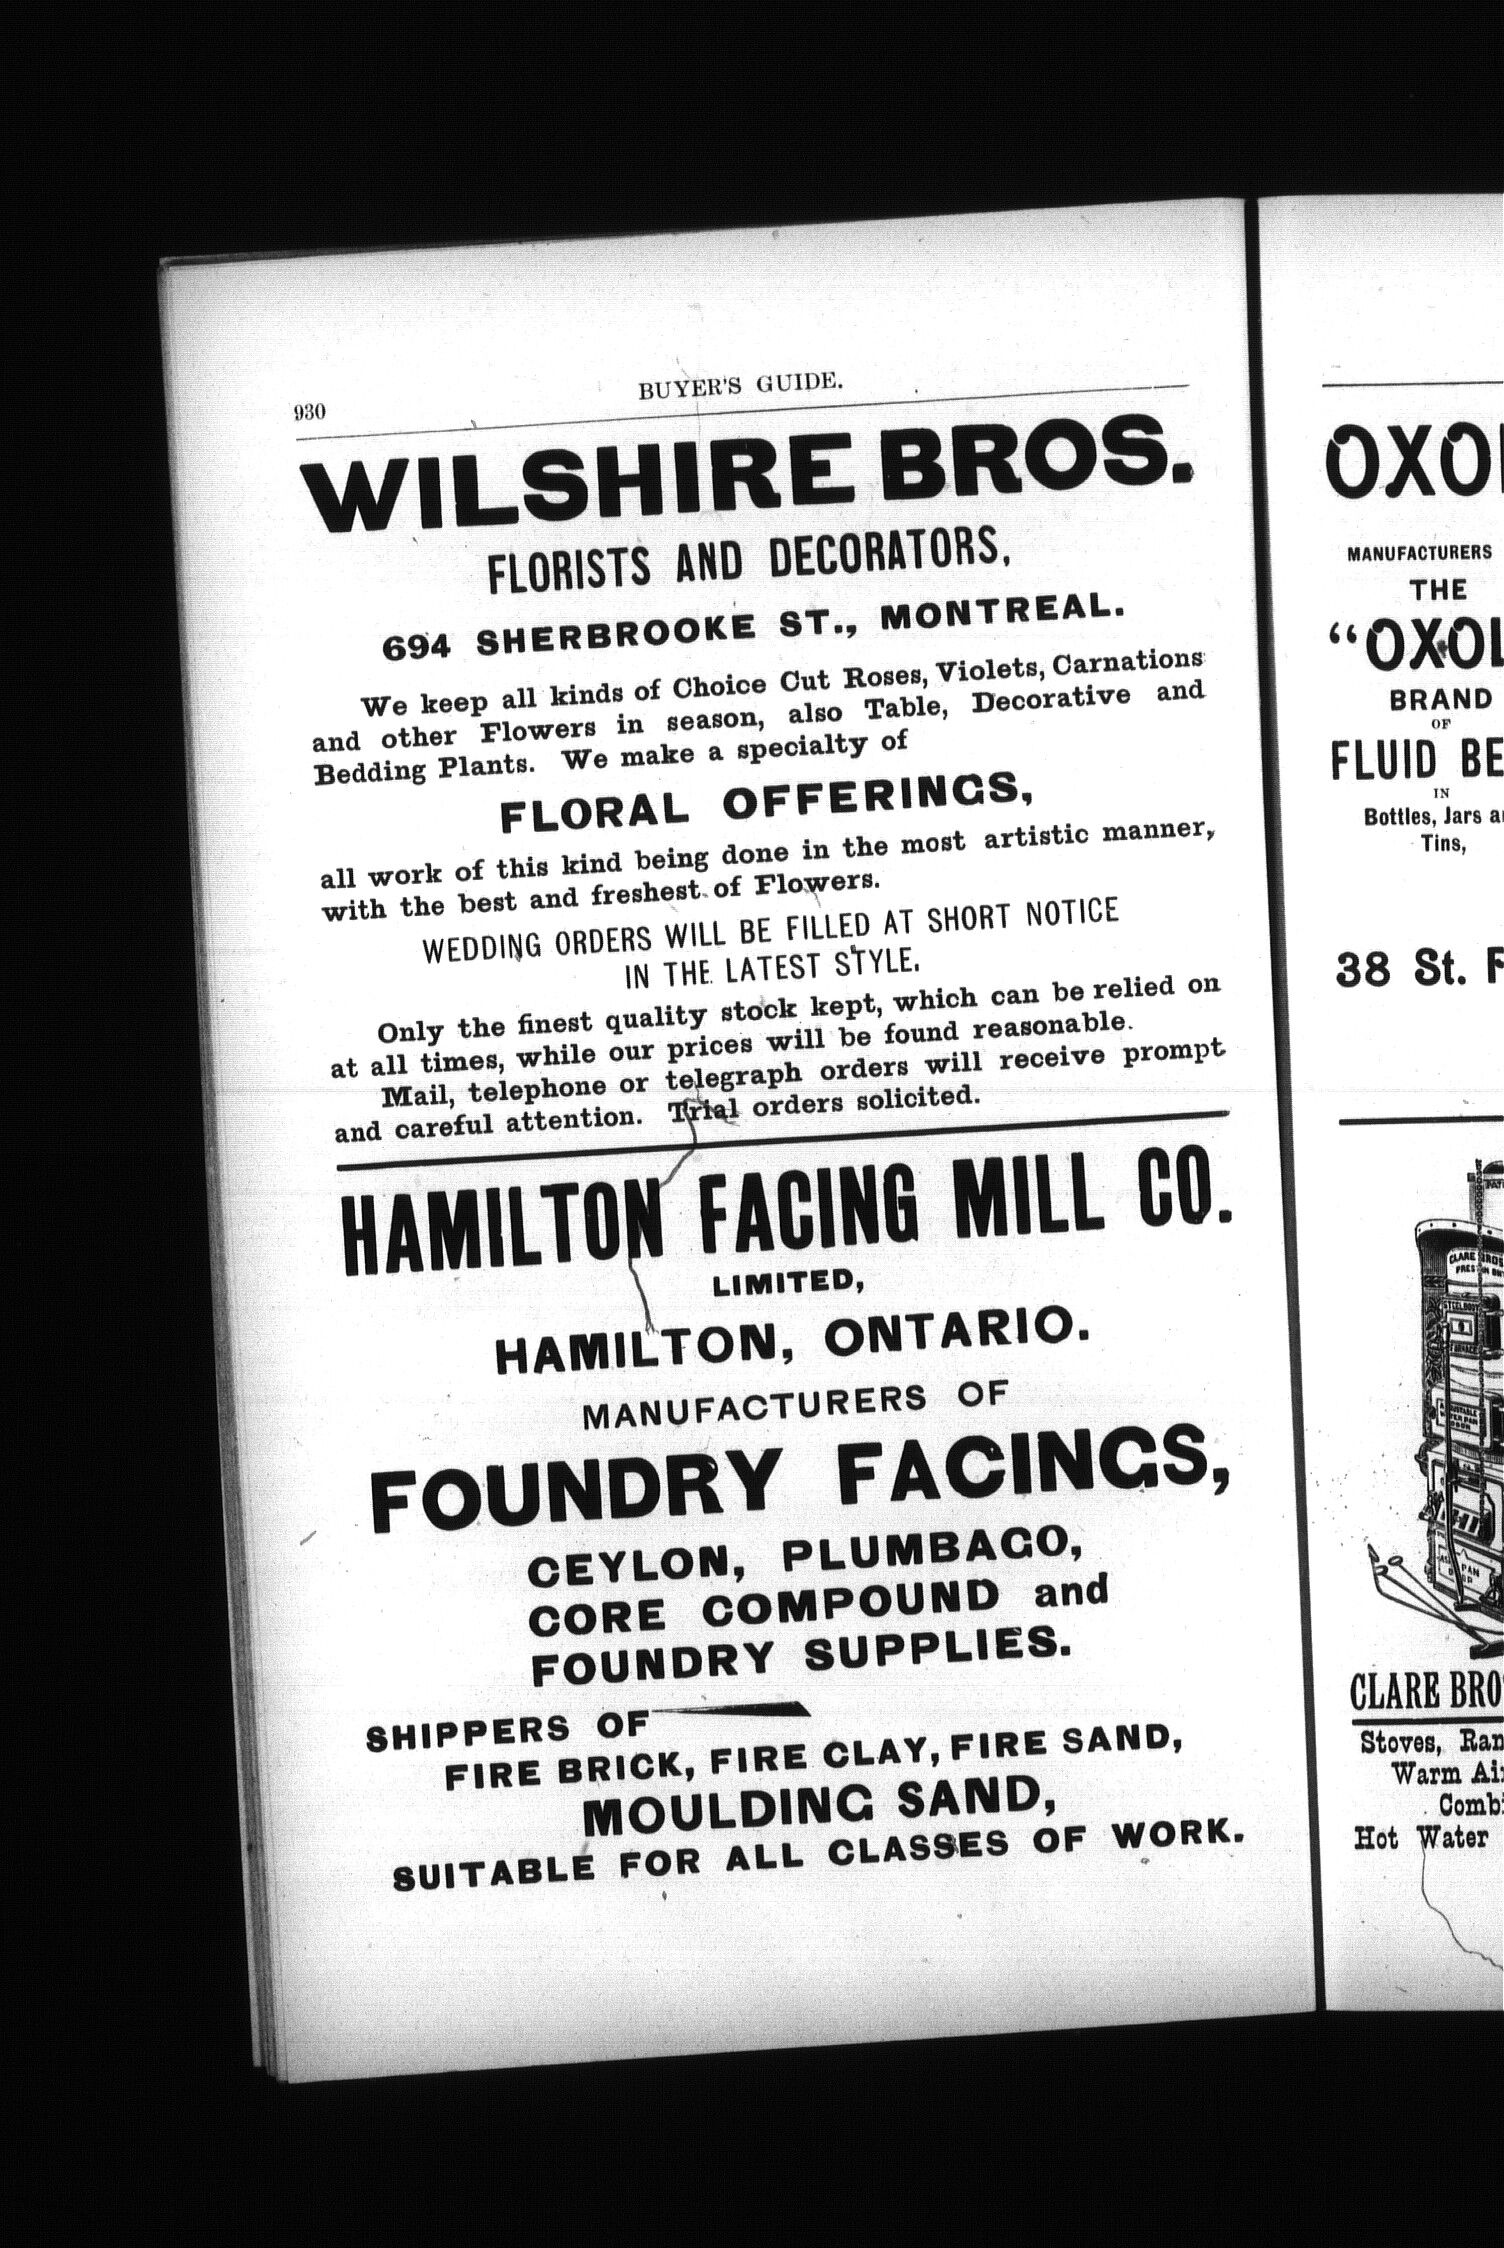 930
BUYER'S GUIDE.
WILSHIRE BROS.
FLORISTS AND DECORATORS,
694 SHERBROOKE ST., MONTREAL.
We keep all kinds of Choice Cut Roses, Violets, Carnations
and other Flowers in season, also Table, Decorative and
Bedding Plants. We make a specialty of
FLORAL OFFERINGS,
all work of this kind being done in the most artistic manner,
with the best and freshest of Flowers.
WEDDING ORDERS WILL BE FILLED AT SHORT NOTICE
IN THE LATEST STYLE.
Only the finest quality stock kept, which can be relied on
at all times, while our prices will be found reasonable.
Mail, telephone or telegraph orders will receive prompt
and careful attention. Trial orders solicited.
HAMILTON FACING MILL CO.
LIMITED,
HAMILTON, ONTARIO.
MANUFACTURERS OF
FOUNDRY FACINGS,
CEYLON, PLUMBAGO,
CORE COMPOUND and
FOUNDRY SUPPLIES.
SHIPPERS OF
FIRE BRICK, FIRE CLAY, FIRE SAND,
MOULDING SAND,
SUITABLE FOR ALL CLASSES OF WORK.
MANUFACTURERS
THE
BRAND
OF
FLUID
IN
Bottles, Jars
Tins,
38 St.
CLARE
Stoves,
Warm
Hot Water